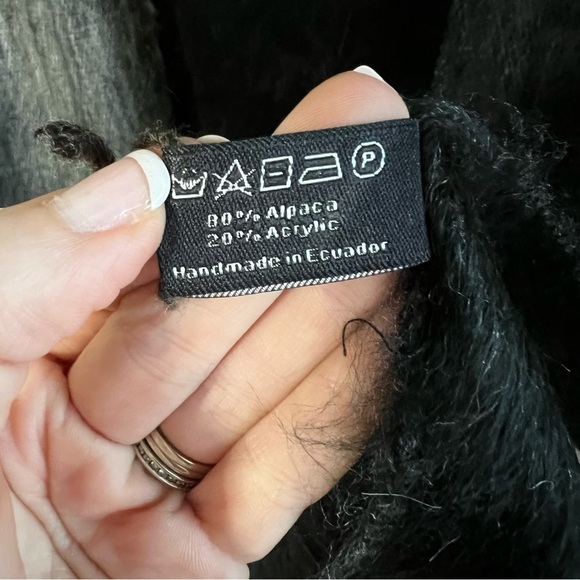 P
80% Alpaca
20% Acrylic
Handmade in Ecuador